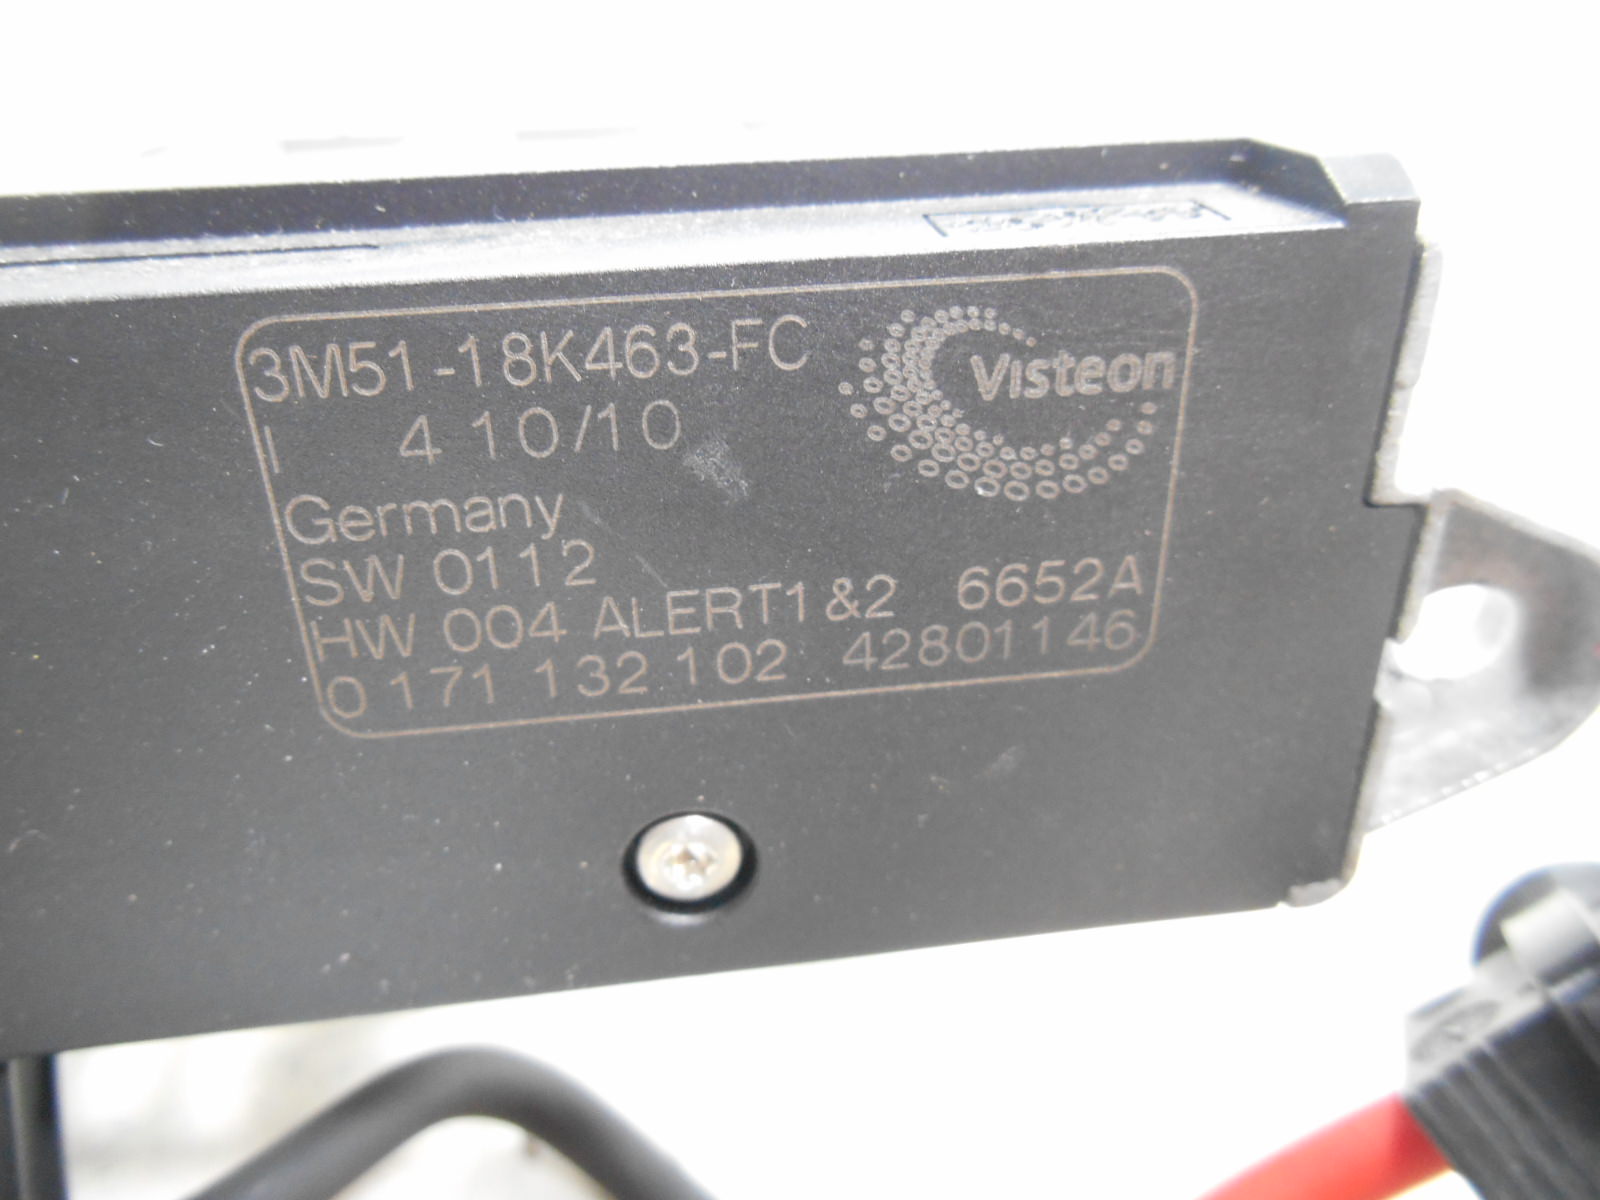 3M51-18K463-FC
Visteon
I 4 10/10
Germany
SW 0112
HW 004 ALERT1&2 6652A
0 171 132 102 42801146